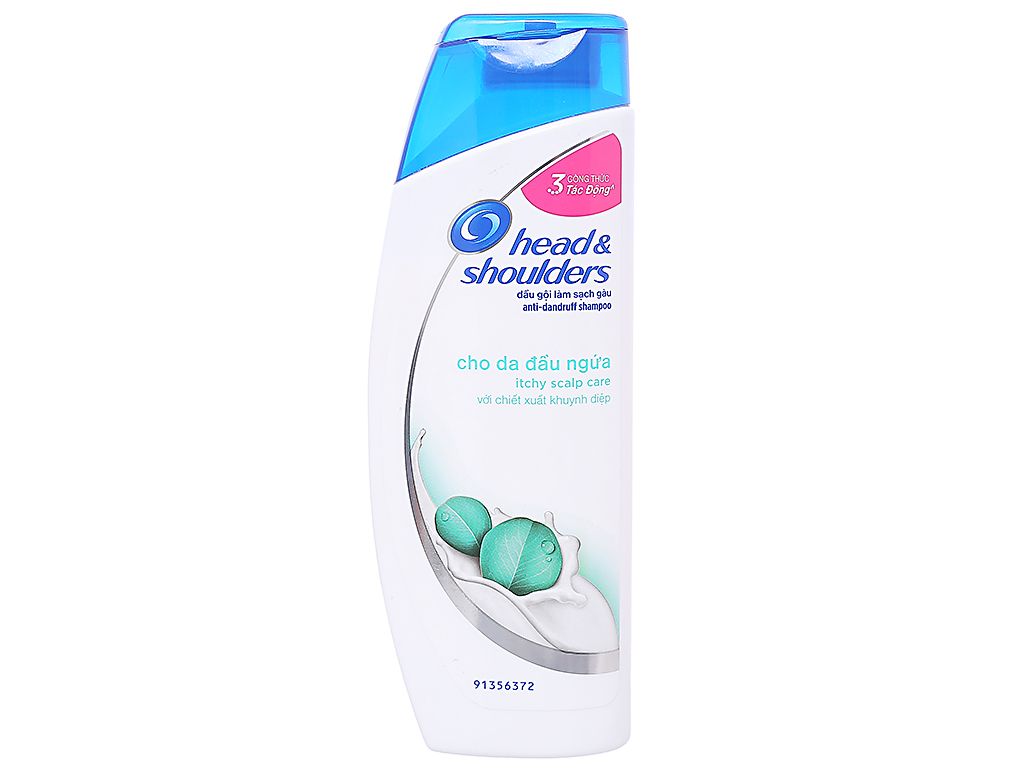 3 CÔNG THỨC
Tác Động^
head &
shoulders
dầu gội làm sạch gàu
anti-dandruff shampoo
cho da đầu ngứa
itchy scalp care
với chiết xuất khuynh diệp
91356372